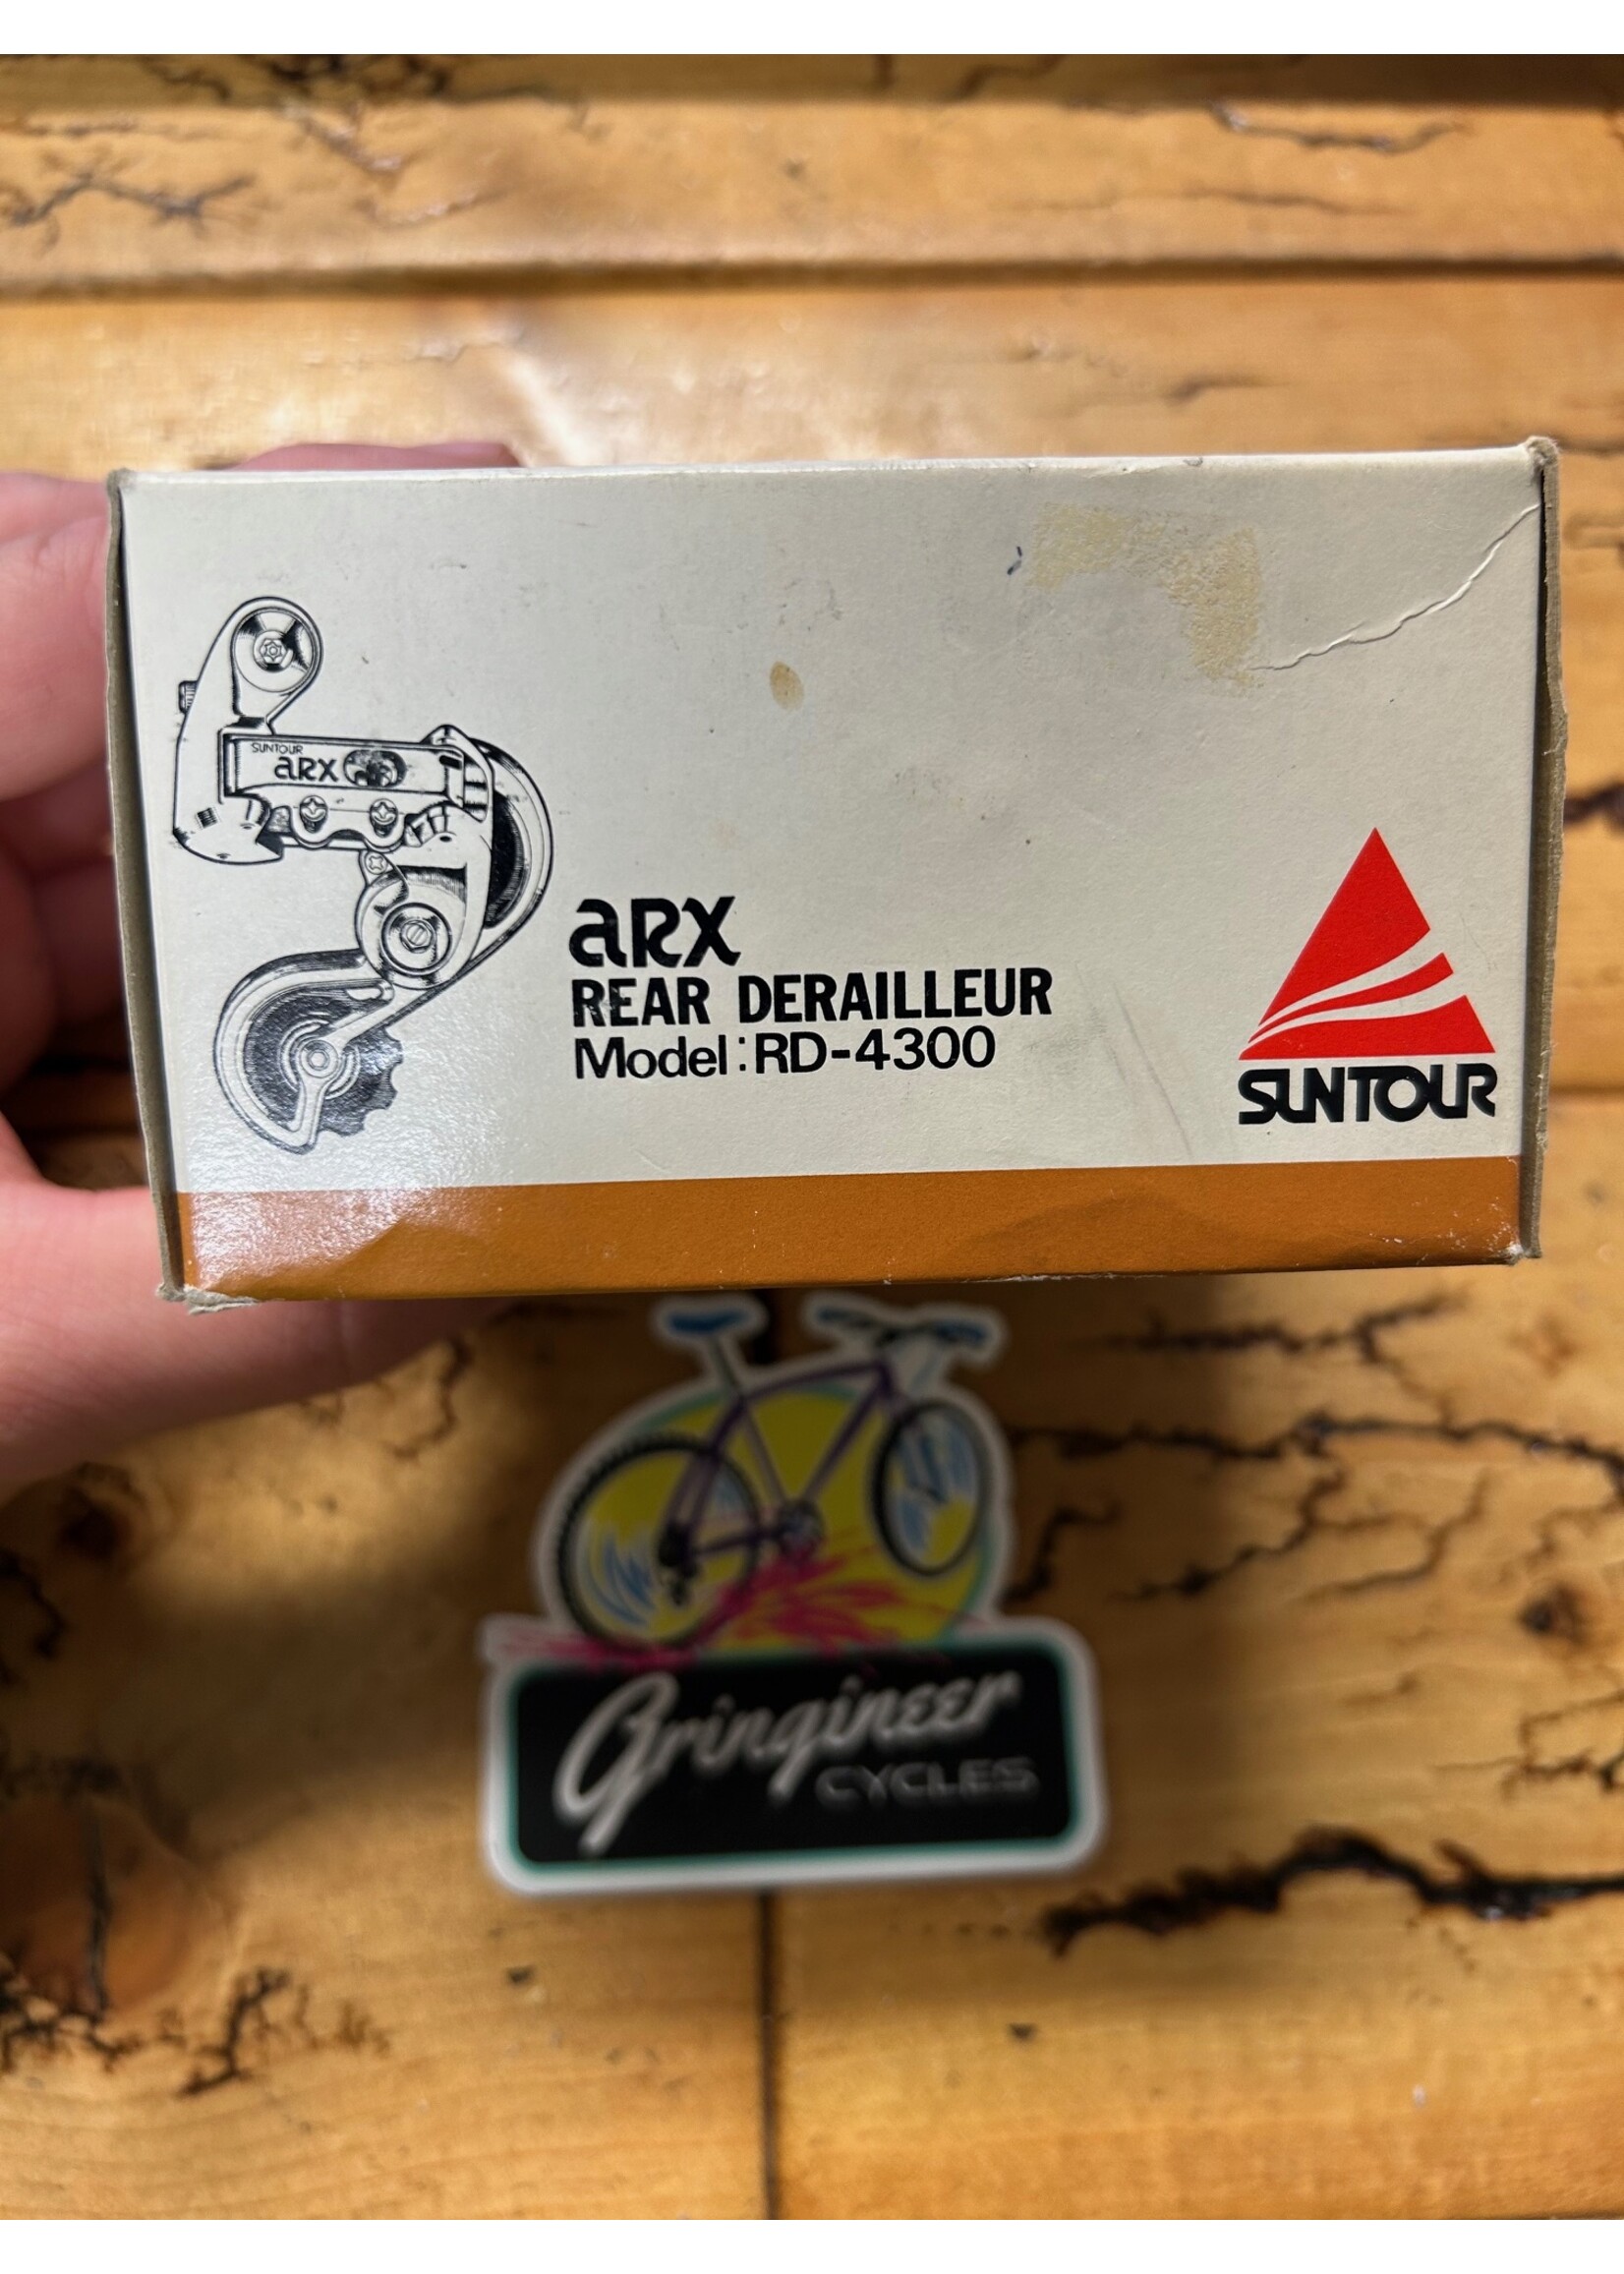 SUNTOUR
aRX
aRX
REAR DERAILLEUR
Model:RD-4300
SUNTOUR
Gringineer
CYCLES